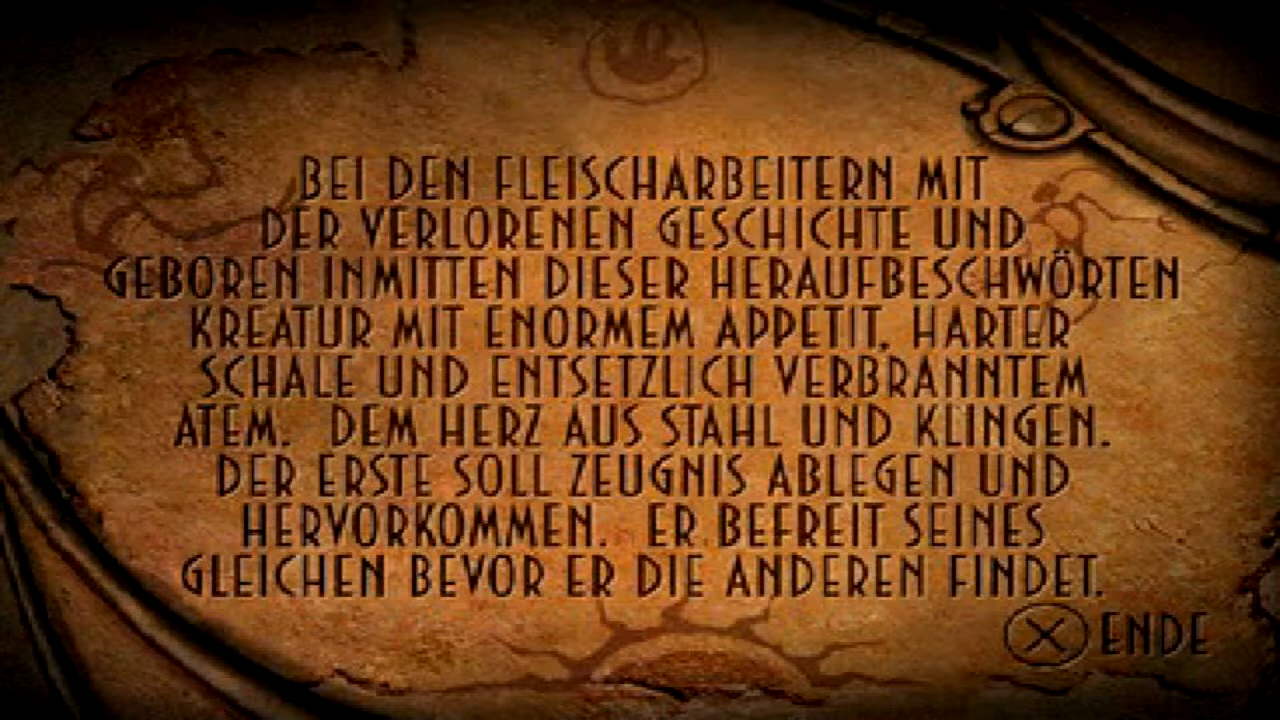 BEI DEN FLEISCHARBEITERN MIT
DER VERLORENEN GESCHICHTE UND
GEBOREN INMITTEN DIESER HERAUFBESCHWÖRTEN
KREATUR MIT ENORMEM APPETIT, HARTER
SCHALE UND ENTSETZLICH VERBRANNTEM
ATEM. DEM HERZ AUS STAHL UND KLINGEN.
DER ERSTE SOLL ZEUGNIS ABLEGEN UND
HERVORKOMMEN. ER BEFREIT SEINES
GLEICHEN BEVOR ER DIE ANDEREN FINDET.
X ENDE